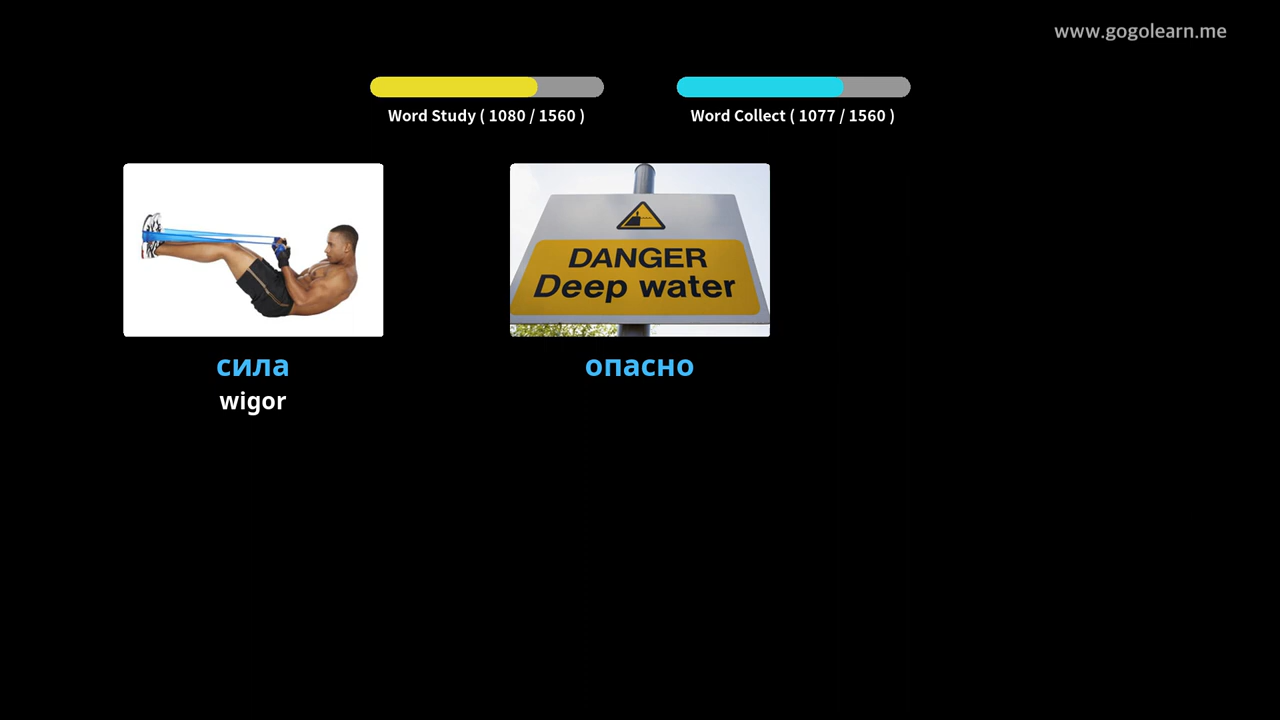 www.gogolearn.me
Word Study ( 1080 / 1560 )
Word Collect ( 1077 / 1560 )
DANGER
Deep water
сила
опасно
wigor